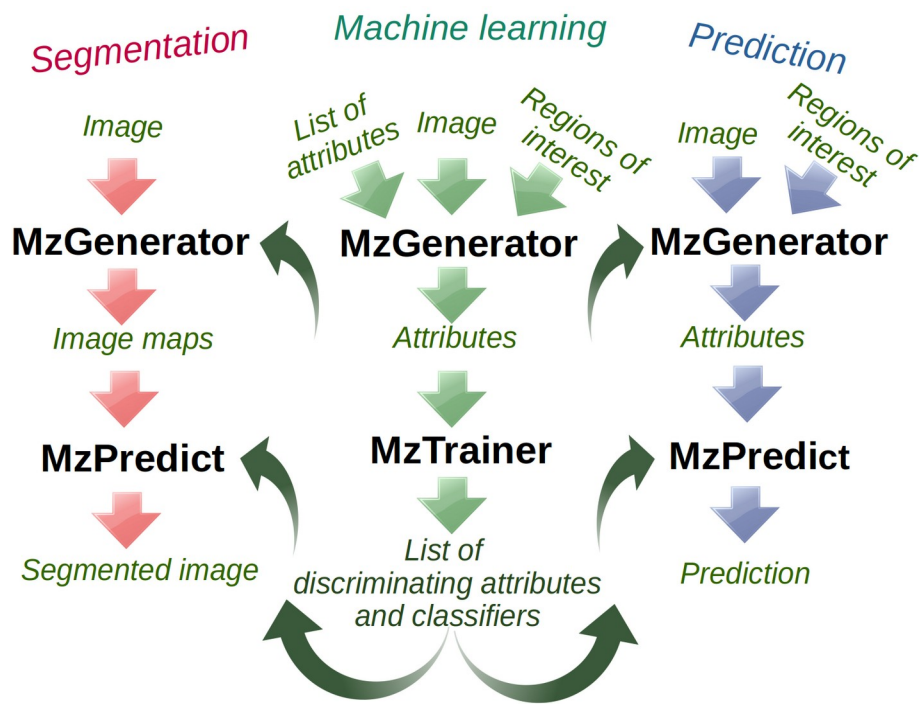 Segmentation
Image
MzGenerator
Image maps
MzPredict
Segmented image
Machine learning
List of
attributes
Image
Regions of
interest
MzGenerator
Attributes
MzTrainer
List of
discriminating attributes
and classifiers
Prediction
Image
Regions of
interest
MzGenerator
Attributes
MzPredict
Prediction